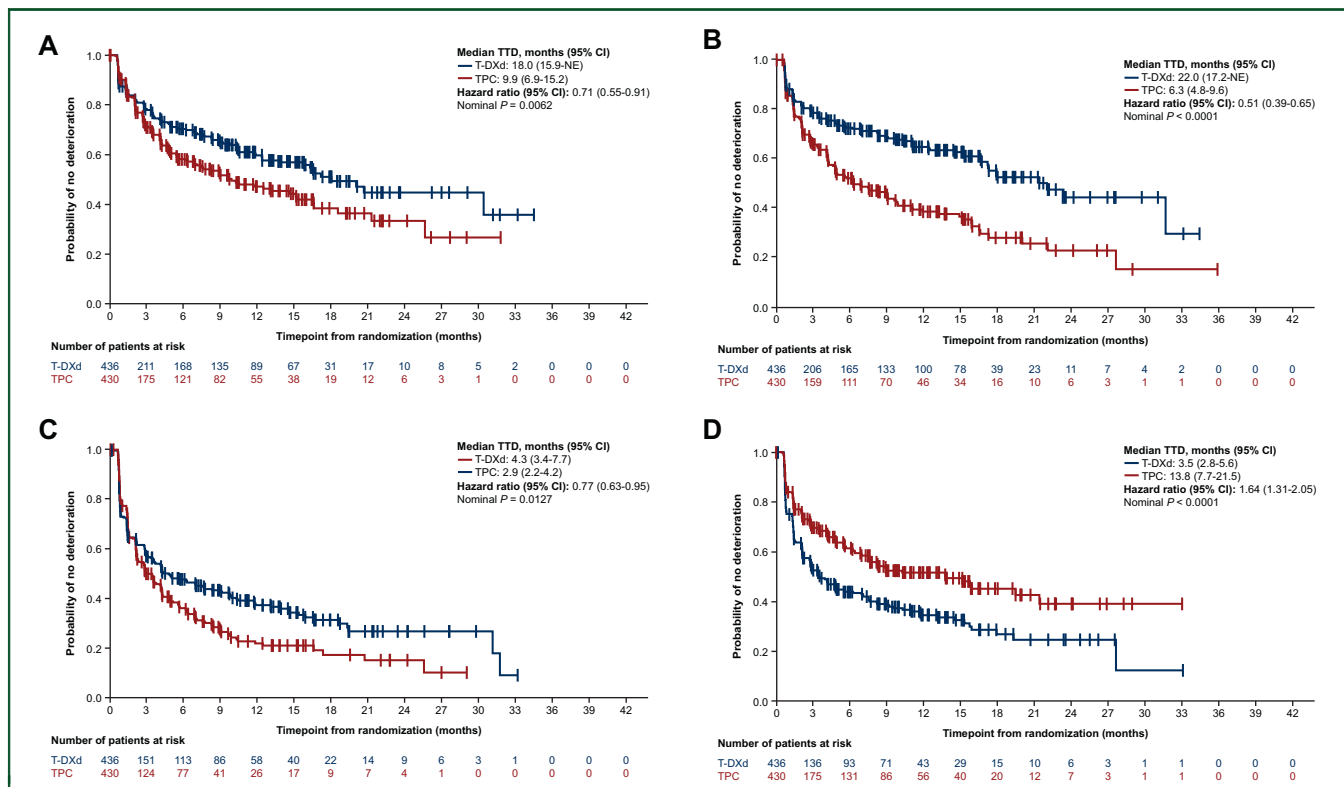 A
Median TTD, months (95% CI)
T-DXd: 18.0 (15.9-NE)
TPC: 9.9 (6.9-15.2)
Hazard ratio (95% CI): 0.71 (0.55-0.91)
Nominal P = 0.0062
Probability of no deterioration
1.0
0.8
0.6
0.4
0.2
0.0
0 3 6 9 12 15 18 21 24 27 30 33 36 39 42
Timepoint from randomization (months)
Number of patients at risk
T-DXd 436 211 168 135 89 67 31 17 10 8 5 2 0 0 0
TPC 430 175 121 82 55 38 19 12 6 3 1 0 0 0 0
B
Median TTD, months (95% CI)
T-DXd: 22.0 (17.2-NE)
TPC: 6.3 (4.8-9.6)
Hazard ratio (95% CI): 0.51 (0.39-0.65)
Nominal P < 0.0001
Probability of no deterioration
1.0
0.8
0.6
0.4
0.2
0.0
0 3 6 9 12 15 18 21 24 27 30 33 36 39 42
Timepoint from randomization (months)
Number of patients at risk
T-DXd 436 206 165 133 100 78 39 23 11 7 4 2 0 0 0
TPC 430 159 111 70 46 34 16 10 6 3 1 1 0 0 0
C
Median TTD, months (95% CI)
T-DXd: 4.3 (3.4-7.7)
TPC: 2.9 (2.2-4.2)
Hazard ratio (95% CI): 0.77 (0.63-0.95)
Nominal P = 0.0127
Probability of no deterioration
1.0
0.8
0.6
0.4
0.2
0.0
0 3 6 9 12 15 18 21 24 27 30 33 36 39 42
Timepoint from randomization (months)
Number of patients at risk
T-DXd 436 151 113 86 58 40 22 14 9 6 3 1 0 0 0
TPC 430 124 77 41 26 17 9 7 4 1 0 0 0 0 0
D
Median TTD, months (95% CI)
T-DXd: 3.5 (2.8-5.6)
TPC: 13.8 (7.7-21.5)
Hazard ratio (95% CI): 1.64 (1.31-2.05)
Nominal P < 0.0001
Probability of no deterioration
1.0
0.8
0.6
0.4
0.2
0.0
0 3 6 9 12 15 18 21 24 27 30 33 36 39 42
Timepoint from randomization (months)
Number of patients at risk
T-DXd 436 136 93 71 43 29 15 10 6 3 1 1 0 0 0
TPC 430 175 131 86 56 40 20 12 7 3 1 1 0 0 0